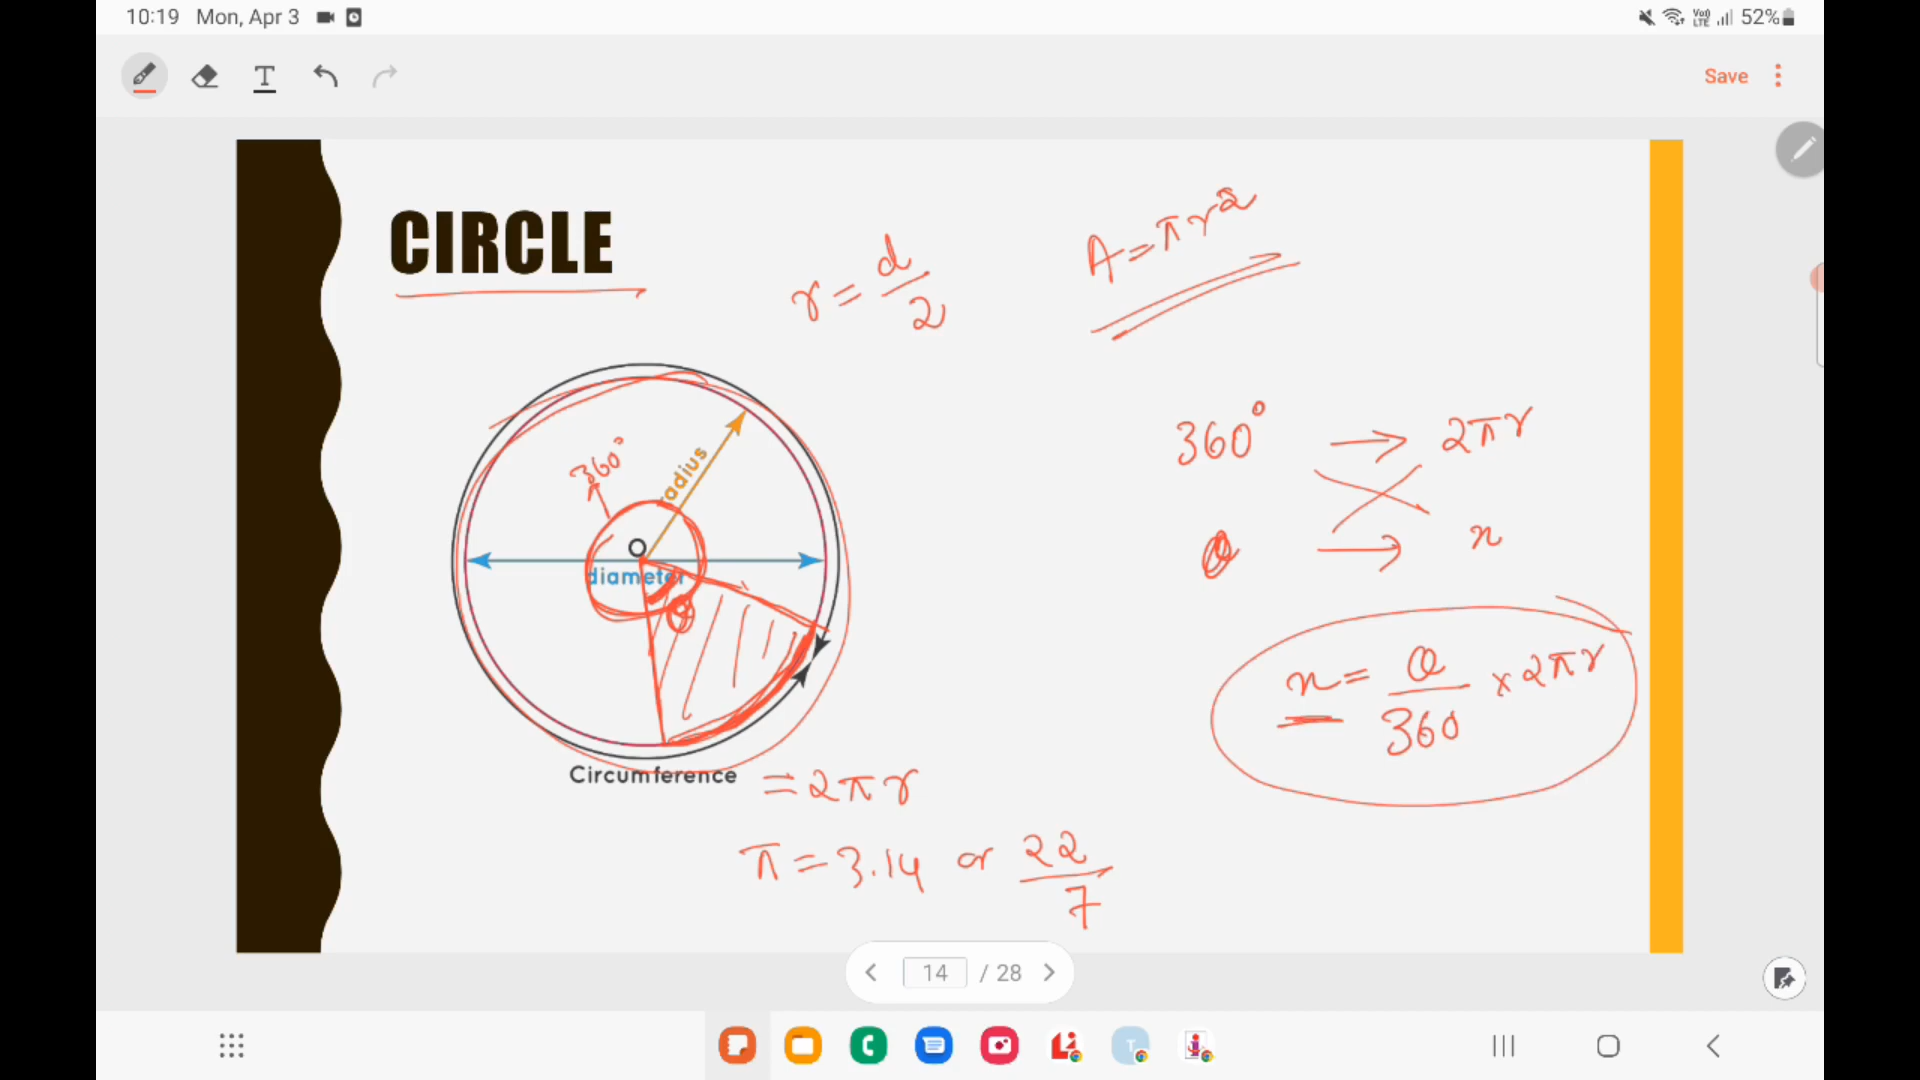 10:19 Mon, Apr 3
52%
T
Save
CIRCLE
r = d/2
A = πr²
360°
radius
O
diameter
θ
Circumference = 2πr
π = 3.14 or 22/7
360° → 2πr
θ → x
x = θ/360 × 2πr
14 / 28